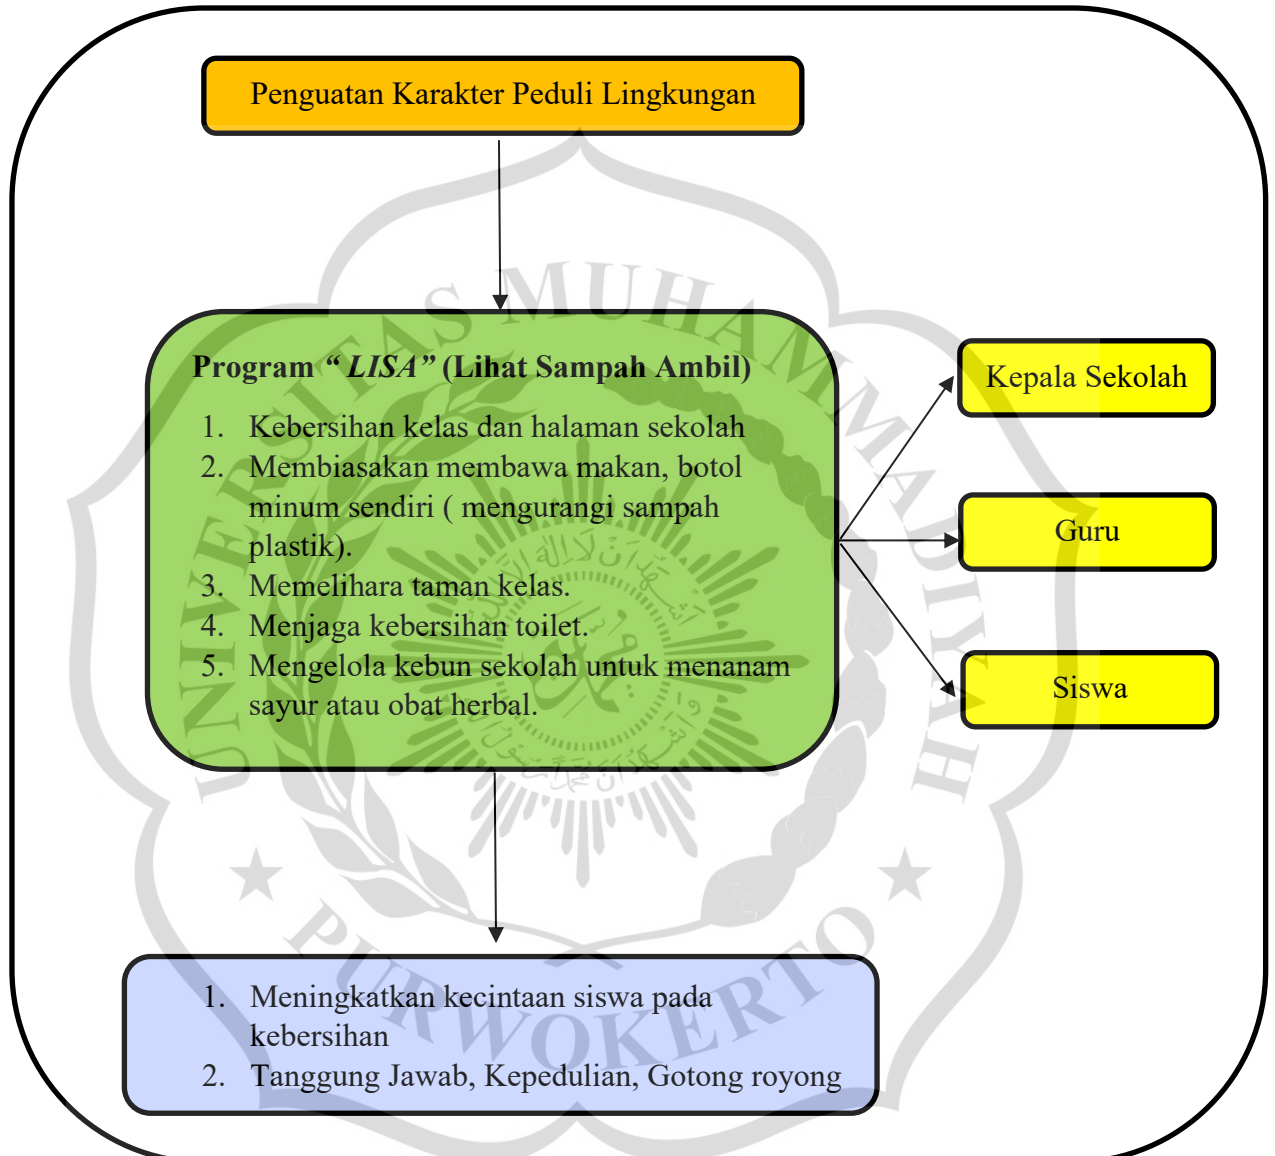 Penguatan Karakter Peduli Lingkungan
Program “ LISA” (Lihat Sampah Ambil)
1. Kebersihan kelas dan halaman sekolah
2. Membiasakan membawa makan, botol
minum sendiri ( mengurangi sampah
plastik).
3. Memelihara taman kelas.
4. Menjaga kebersihan toilet.
5. Mengelola kebun sekolah untuk menanam
sayur atau obat herbal.
Kepala Sekolah
Guru
Siswa
1. Meningkatkan kecintaan siswa pada
kebersihan
2. Tanggung Jawab, Kepedulian, Gotong royong
UNIVERSITAS MUHAMMADIYAH
PURWOKERTO